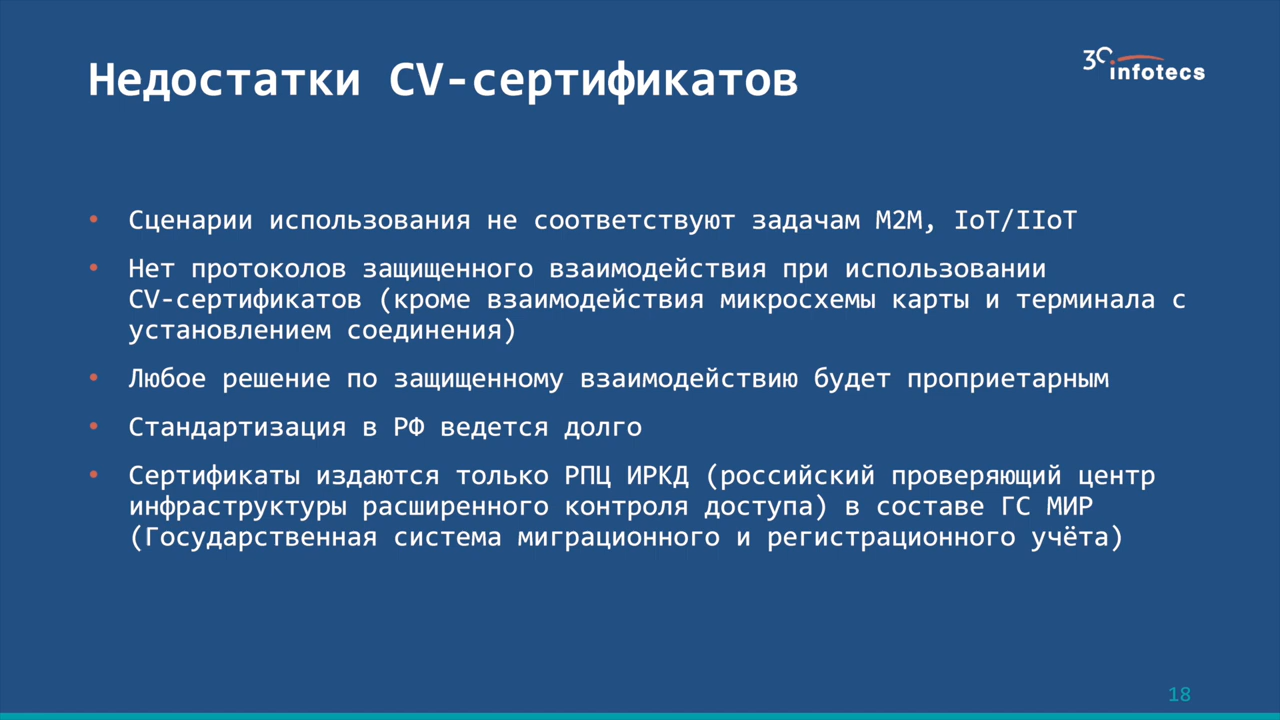 Недостатки CV-сертификатов
30 infotecs
• Сценарии использования не соответствуют задачам M2M, IoT/IIoT
• Нет протоколов защищенного взаимодействия при использовании
CV-сертификатов (кроме взаимодействия микросхемы карты и терминала с
установлением соединения)
• Любое решение по защищенному взаимодействию будет проприетарным
• Стандартизация в РФ ведется долго
• Сертификаты издаются только РПЦ ИРКД (российский проверяющий центр
инфраструктуры расширенного контроля доступа) в составе ГС МИР
(Государственная система миграционного и регистрационного учёта)
18